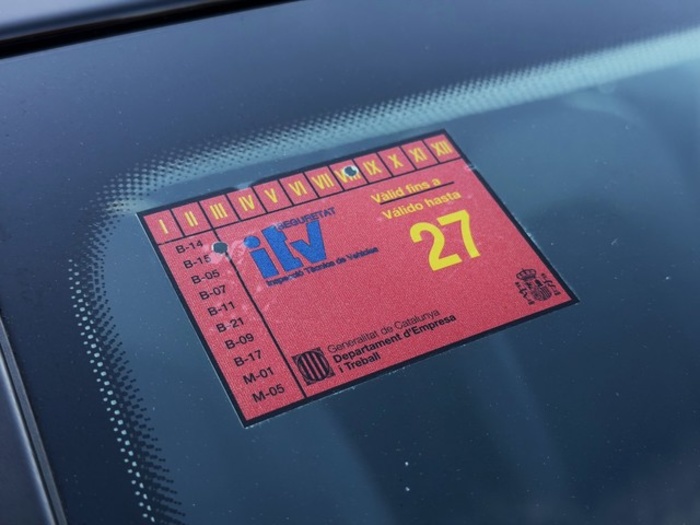 I II III IV V VI VII VIII IX X XI XII
B-14
B-15
B-05
B-07
B-11
B-21
B-09
B-17
M-01
M-05
SEGURETAT
itv
Inspecció Tècnica de Vehicles
Vàlid fins a
Válido hasta
27
Generalitat de Catalunya
Departament d'Empresa
i Treball